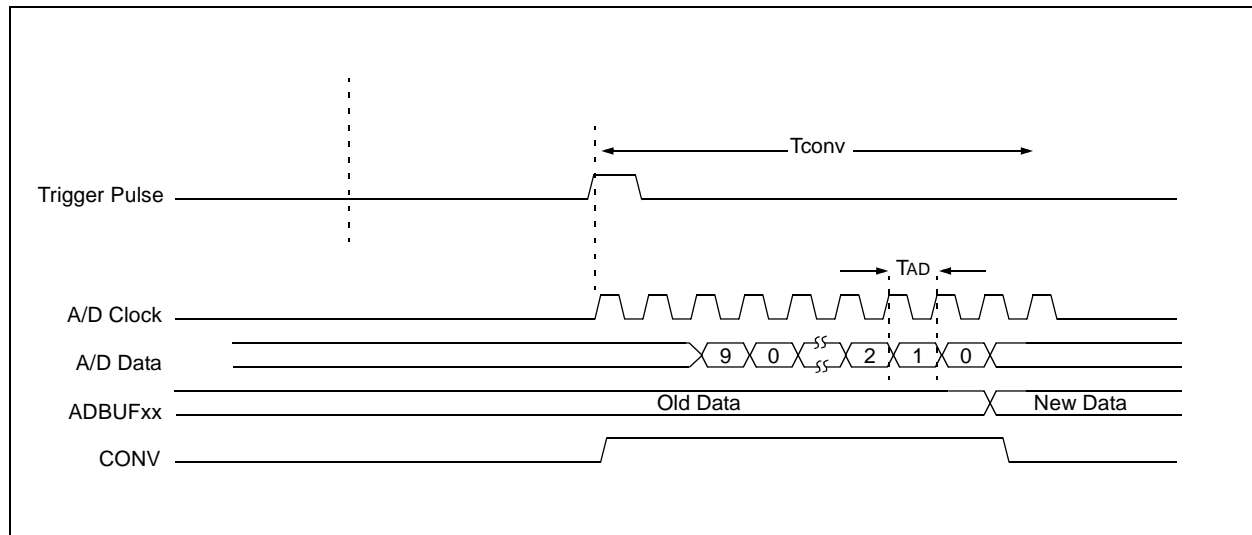 Tconv
Trigger Pulse
TAD
A/D Clock
A/D Data 9 0 2 1 0
ADBUFxx Old Data New Data
CONV